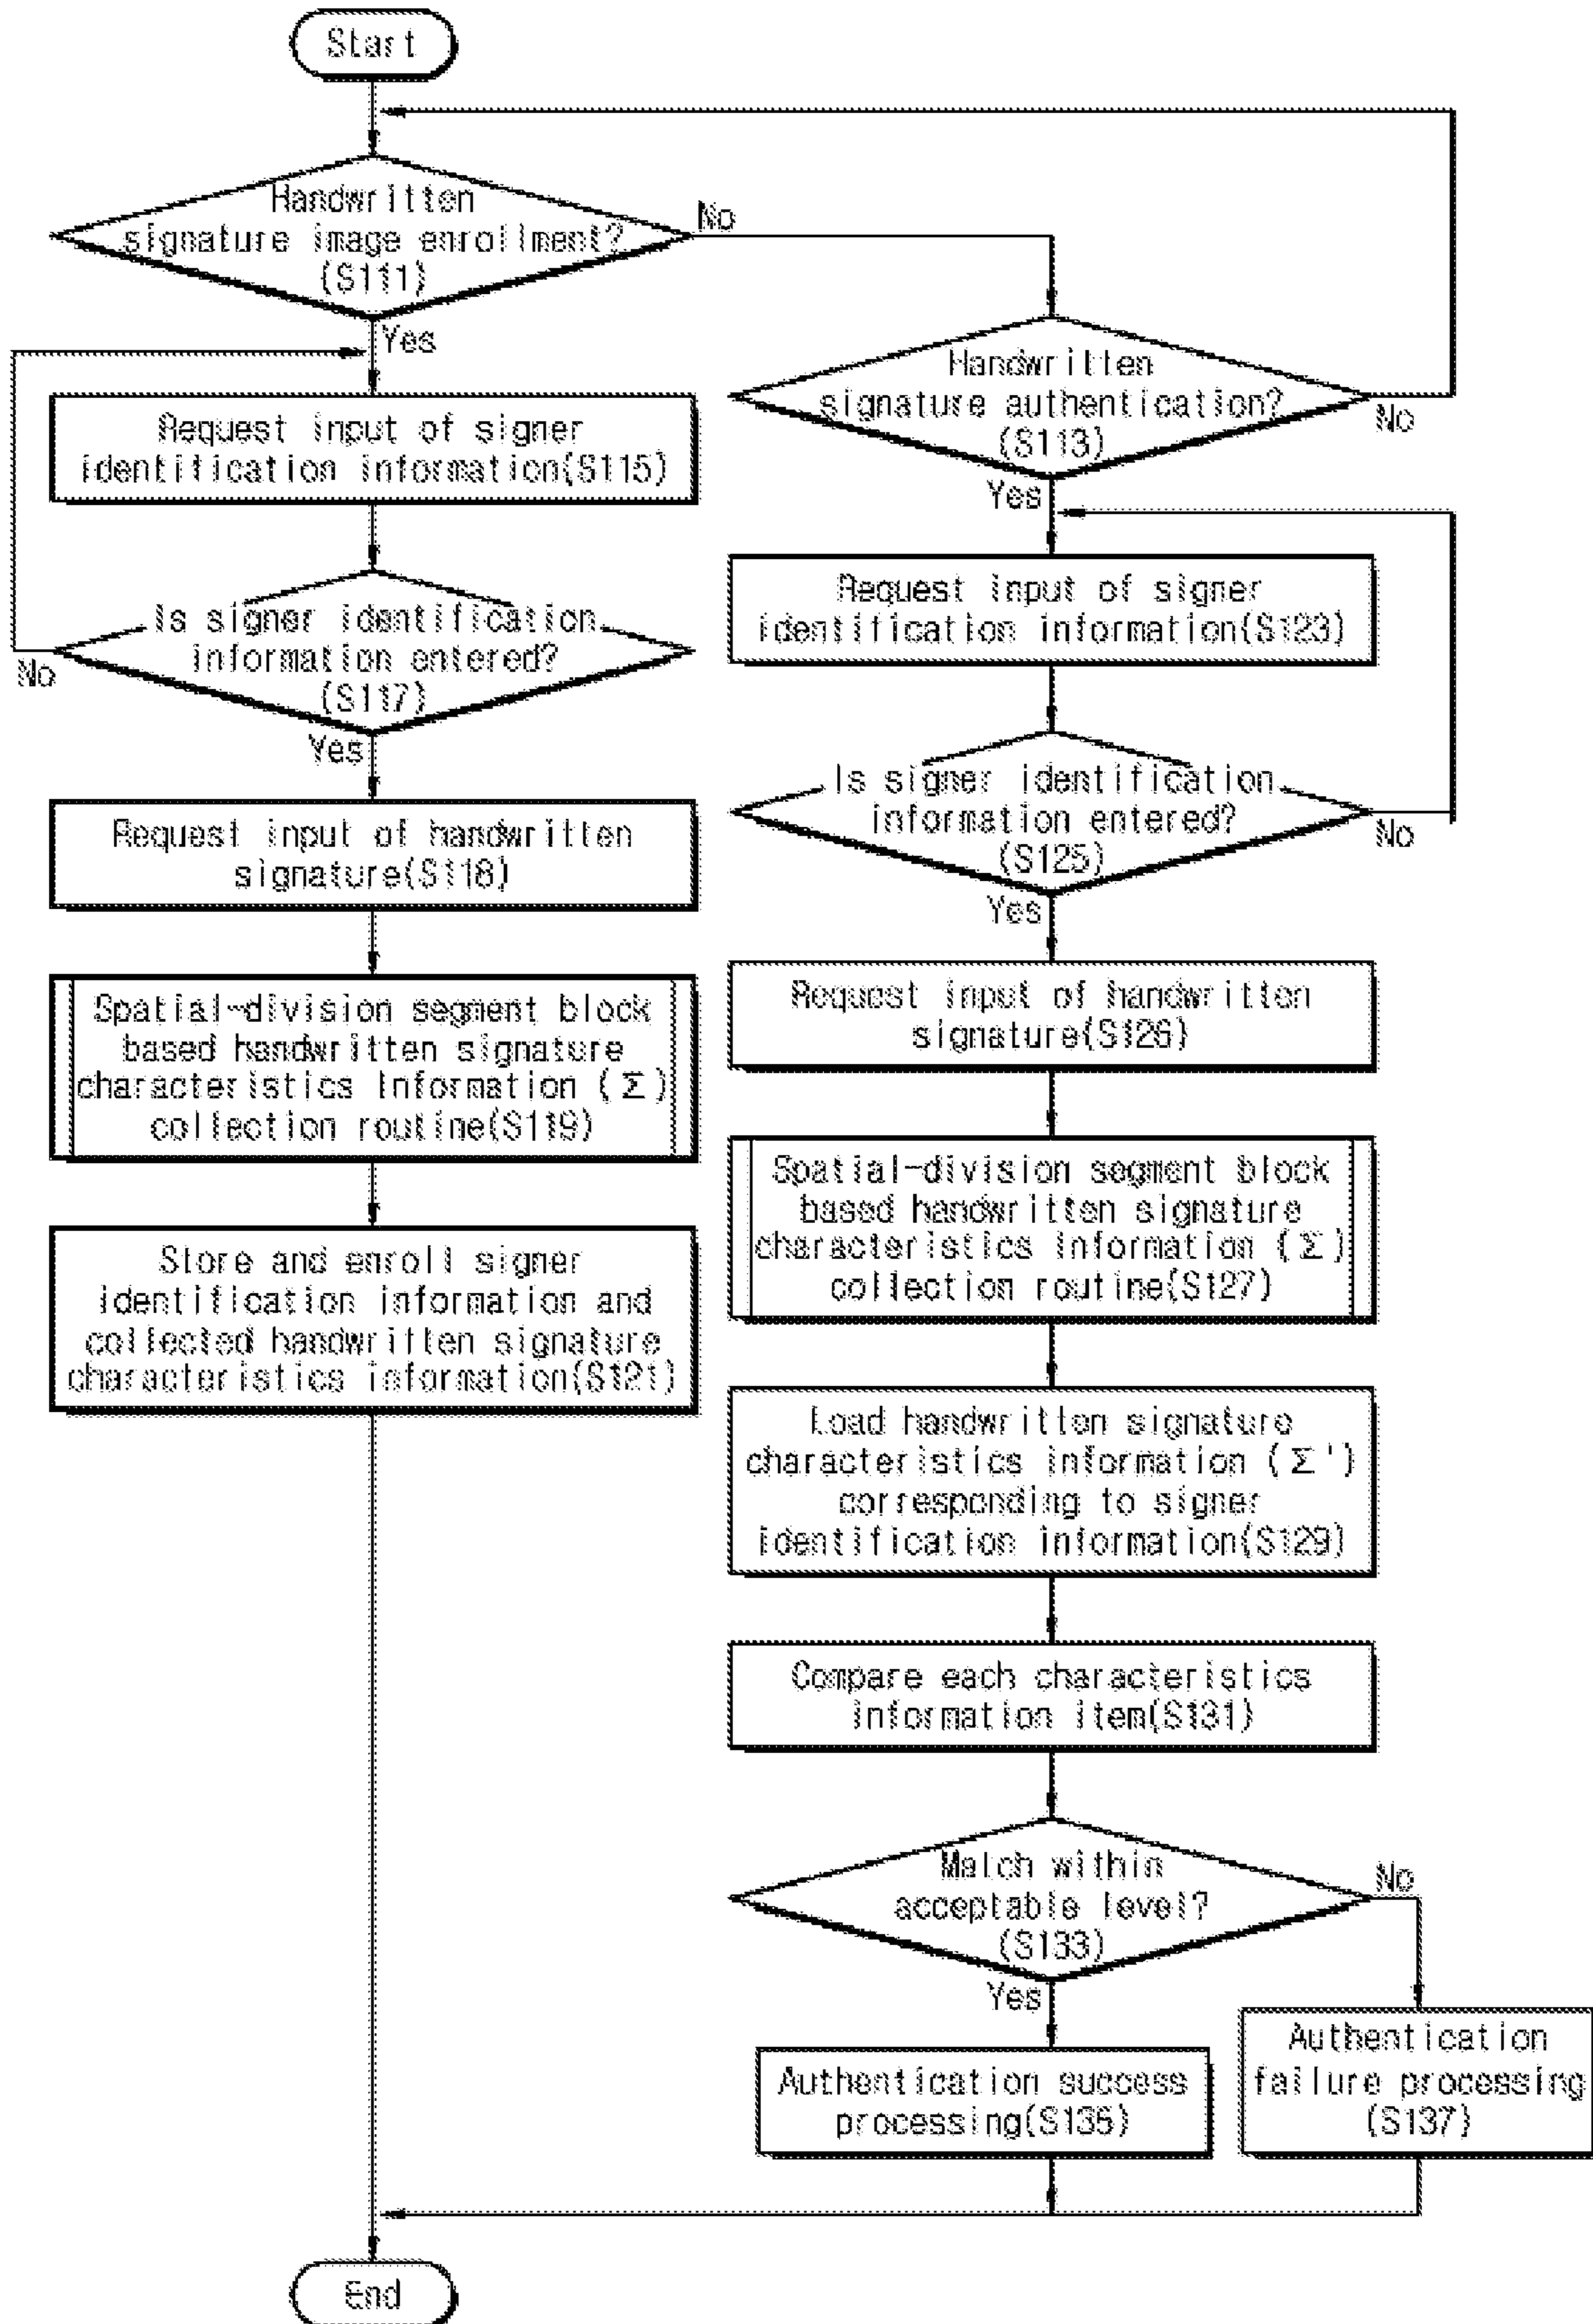 Start
Handwritten
signature image enrollment?
(S111)
No
Yes
Handwritten
signature authentication?
(S113)
No
Yes
Request input of signer
identification information(S115)
Is signer identification
information entered?
(S117)
No
Yes
Request input of handwritten
signature(S118)
Spatial-division segment block
based handwritten signature
characteristics Information (Σ)
collection routine(S119)
Store and enroll signer
identification information and
collected handwritten signature
characteristics information(S121)
Request input of signer
identification information(S123)
Is signer identification
information entered?
(S125)
No
Yes
Request input of handwritten
signature(S126)
Spatial-division segment block
based handwritten signature
characteristics Information (Σ)
collection routine(S127)
Load handwritten signature
characteristics information (Σ')
corresponding to signer
identification information(S129)
Compare each characteristics
information item(S131)
Match within
acceptable level?
(S133)
No
Yes
Authentication success
processing(S135)
Authentication
failure processing
(S137)
End